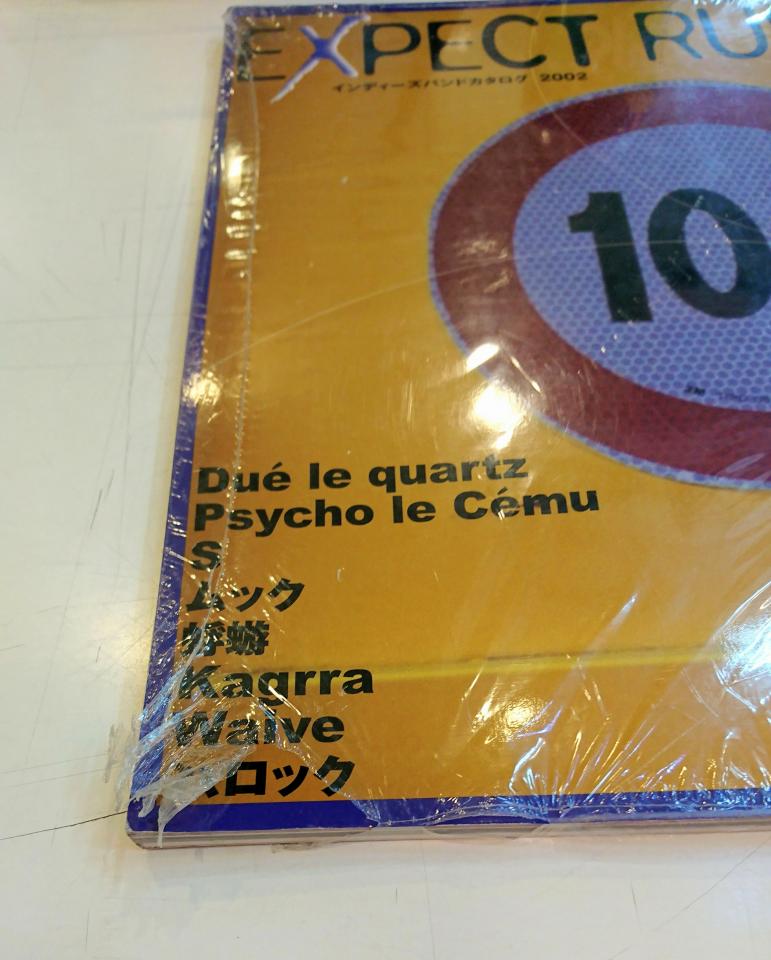 EXPECT RU
インディーズバンドカタログ 2002
10
Dué le quartz
Psycho le Cému
S
ムック
蜉蝣
Kagrra
Waive
ロック